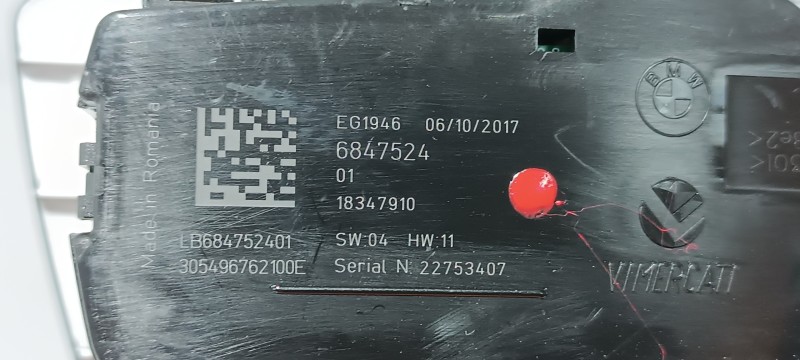 Made in Romania
EG1946 06/10/2017
6847524
01
18347910
LB684752401
SW 04 HW 11
305496762100E
Serial N. 22753407
BMW
VIMERCATI